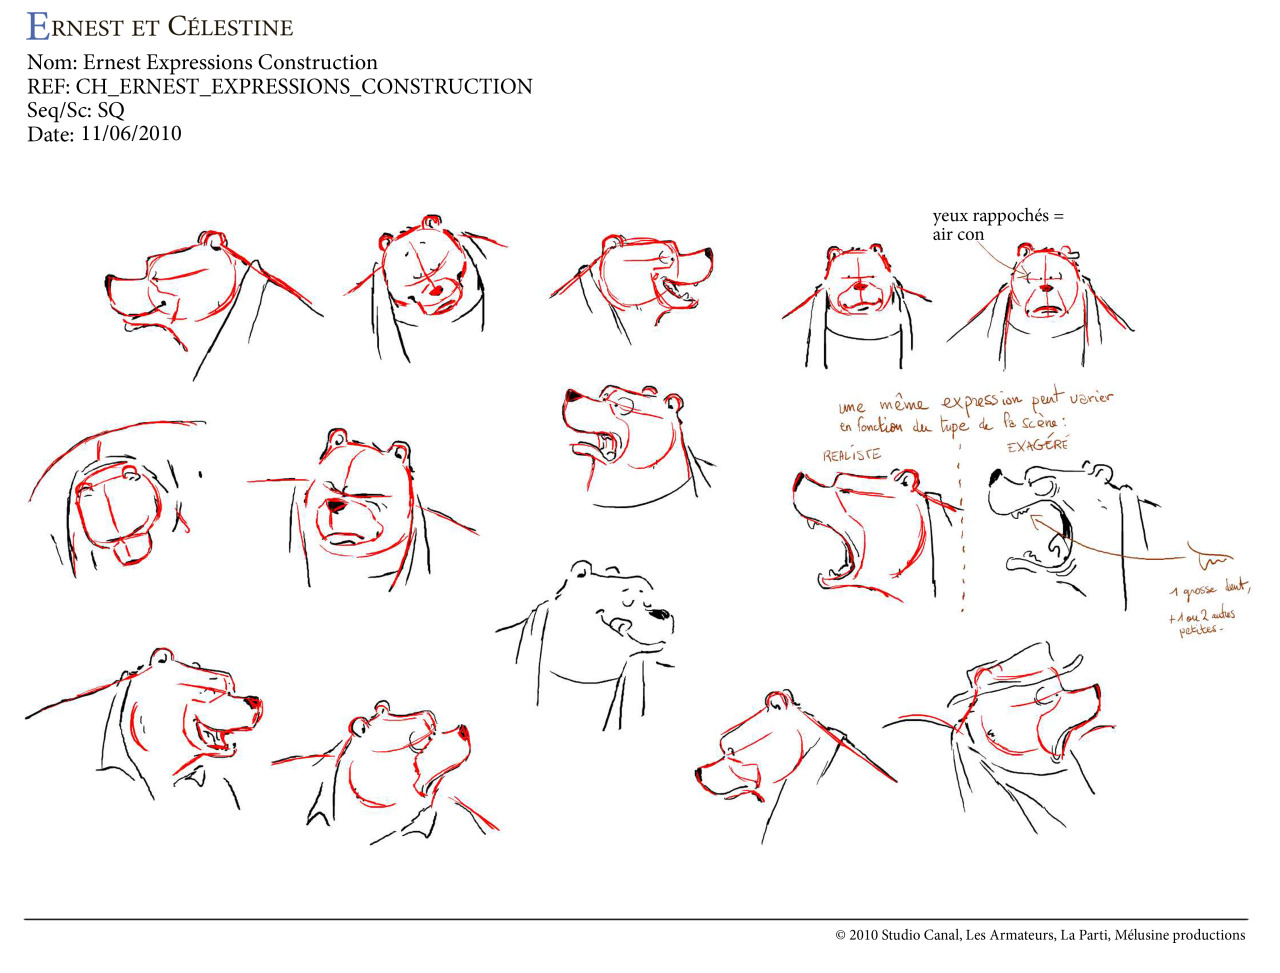 ERNEST ET CÉLESTINE
Nom: Ernest Expressions Construction
REF: CH_ERNEST_EXPRESSIONS_CONSTRUCTION
Seq/Sc: SQ
Date: 11/06/2010
yeux rappochés =
air con
une même expression peut varier
en fonction du type de la scène:
RÉALISTE
EXAGÉRÉ
1 grosse dent,
+1 ou 2 autres
petites.
© 2010 Studio Canal, Les Armateurs, La Parti, Mélusine productions